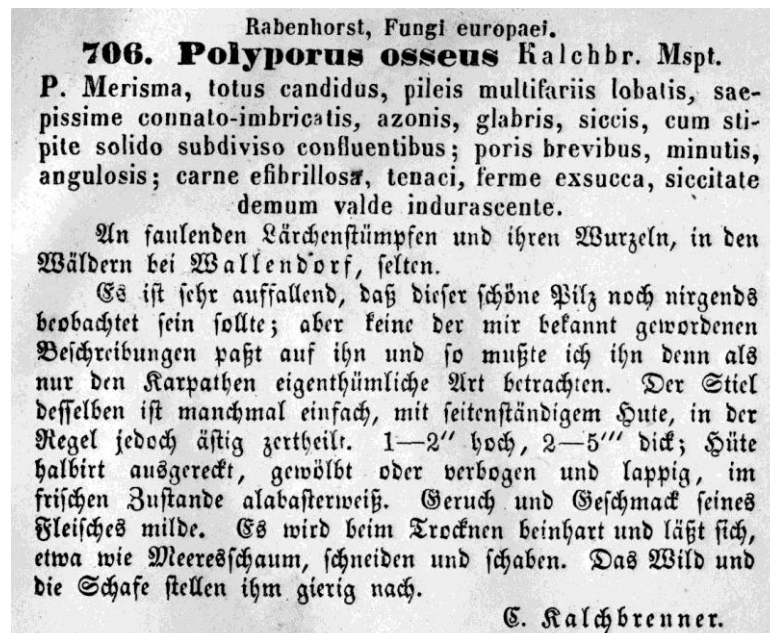 Rabenhorst, Fungi europaei.
706. Polyporus osseus Kalchbr. Mspt.
P. Merisma, totus candidus, pileis multifariis lobatis, sae-
pissime connato-imbricatis, azonis, glabris, siccis, cum sti-
pite solido subdiviso confluentibus; poris brevibus, minutis,
angulosis; carne efibrillosa, tenaci, ferme exsucca, siccitate
demum valde indurascente.
An faulenden Lärchenstümpfen und ihren Wurzeln, in den
Wäldern bei Wallendorf, selten.
Es ist sehr auffallend, daß dieser schöne Pilz noch nirgends
beobachtet sein sollte; aber keine der mir bekannt gewordenen
Beschreibungen paßt auf ihn und so mußte ich ihn denn als
nur den Karpathen eigenthümliche Art betrachten. Der Stiel
desselben ist manchmal einfach, mit seitenständigem Hute, in der
Regel jedoch ästig zertheilt. 1—2″ hoch, 2—5‴ dick; Hüte
halbirt ausgereckt, gewölbt oder verbogen und lappig, im
frischen Zustande alabasterweiß. Geruch und Geschmack seines
Fleisches milde. Es wird beim Trocknen beinhart und läßt sich,
etwa wie Meeresschaum, schneiden und schaben. Das Wild und
die Schafe stellen ihm gierig nach.
C. Kalchbrenner.